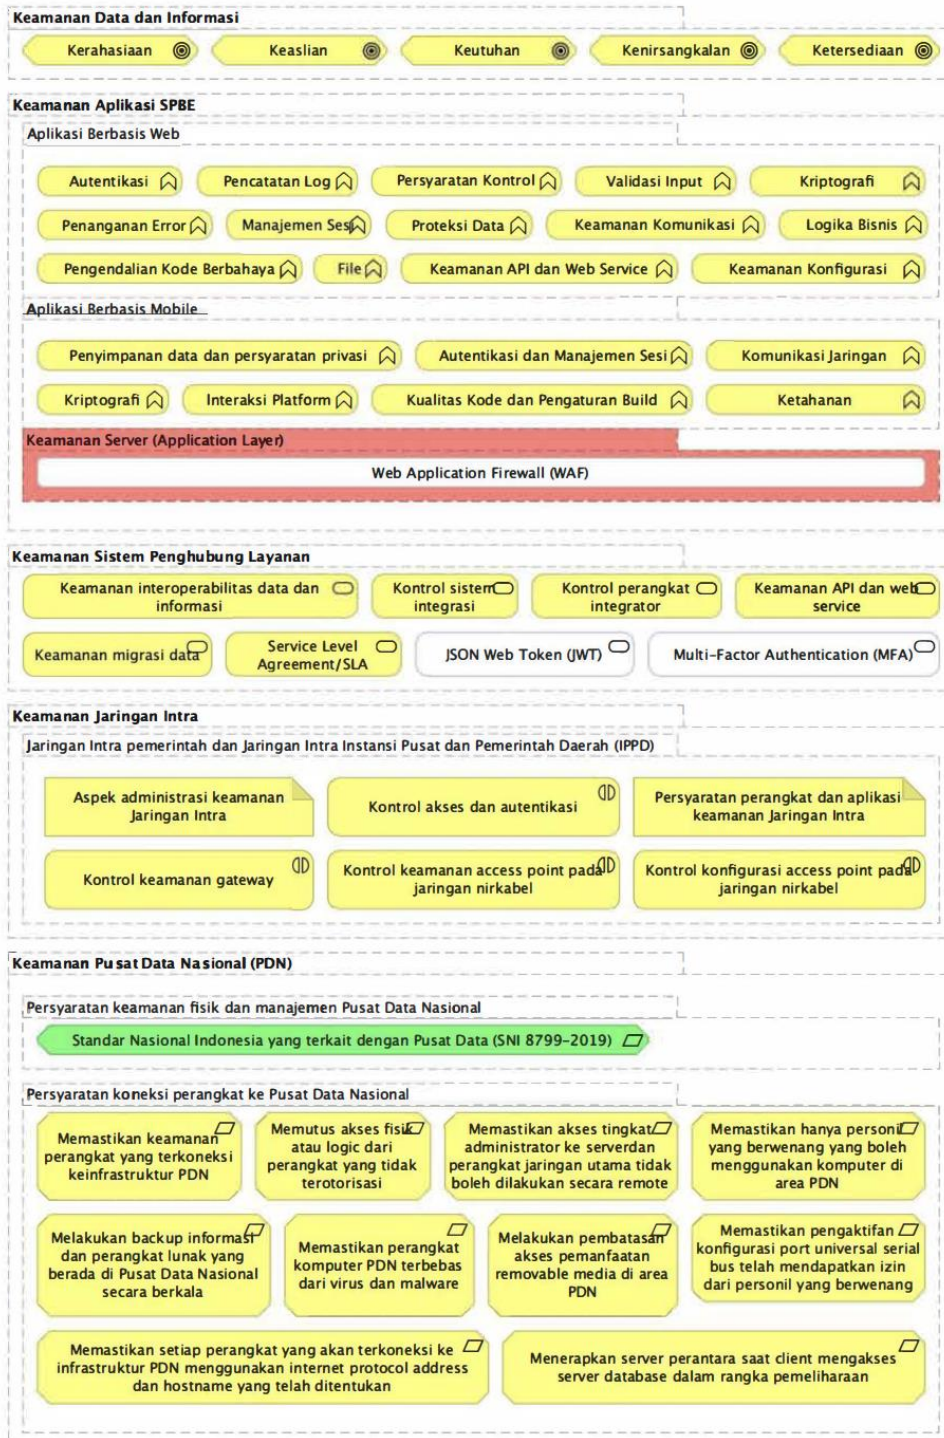 Keamanan Data dan Informasi
Kerahasiaan
Keaslian
Keutuhan
Kenirsangkalan
Ketersediaan
Keamanan Aplikasi SPBE
Aplikasi Berbasis Web
Autentikasi
Pencatatan Log
Persyaratan Kontrol
Validasi Input
Kriptografi
Penanganan Error
Manajemen Sesi
Proteksi Data
Keamanan Komunikasi
Logika Bisnis
Pengendalian Kode Berbahaya
File
Keamanan API dan Web Service
Keamanan Konfigurasi
Aplikasi Berbasis Mobile
Penyimpanan data dan persyaratan privasi
Autentikasi dan Manajemen Sesi
Komunikasi Jaringan
Kriptografi
Interaksi Platform
Kualitas Kode dan Pengaturan Build
Ketahanan
Keamanan Server (Application Layer)
Web Application Firewall (WAF)
Keamanan Sistem Penghubung Layanan
Keamanan interoperabilitas data dan
informasi
Kontrol sistem
integrasi
Kontrol perangkat
integrator
Keamanan API dan web
service
Keamanan migrasi data
Service Level
Agreement/SLA
JSON Web Token (JWT)
Multi-Factor Authentication (MFA)
Keamanan Jaringan Intra
Jaringan Intra pemerintah dan Jaringan Intra Instansi Pusat dan Pemerintah Daerah (IPPD)
Aspek administrasi keamanan
Jaringan Intra
Kontrol akses dan autentikasi
Persyaratan perangkat dan aplikasi
keamanan Jaringan Intra
Kontrol keamanan gateway
Kontrol keamanan access point pada
jaringan nirkabel
Kontrol konfigurasi access point pada
jaringan nirkabel
Keamanan Pusat Data Nasional (PDN)
Persyaratan keamanan fisik dan manajemen Pusat Data Nasional
Standar Nasional Indonesia yang terkait dengan Pusat Data (SNI 8799-2019)
Persyaratan koneksi perangkat ke Pusat Data Nasional
Memastikan keamanan
perangkat yang terkoneksi
keinfrastruktur PDN
Memutus akses fisik
atau logic dari
perangkat yang tidak
terotorisasi
Memastikan akses tingkat
administrator ke serverdan
perangkat jaringan utama tidak
boleh dilakukan secara remote
Memastikan hanya personil
yang berwenang yang boleh
menggunakan komputer di
area PDN
Melakukan backup informasi
dan perangkat lunak yang
berada di Pusat Data Nasional
secara berkala
Memastikan perangkat
komputer PDN terbebas
dari virus dan malware
Melakukan pembatasan
akses pemanfaatan
removable media di area
PDN
Memastikan pengaktifan
konfigurasi port universal serial
bus telah mendapatkan izin
dari personil yang berwenang
Memastikan setiap perangkat yang akan terkoneksi ke
infrastruktur PDN menggunakan internet protocol address
dan hostname yang telah ditentukan
Menerapkan server perantara saat client mengakses
server database dalam rangka pemeliharaan